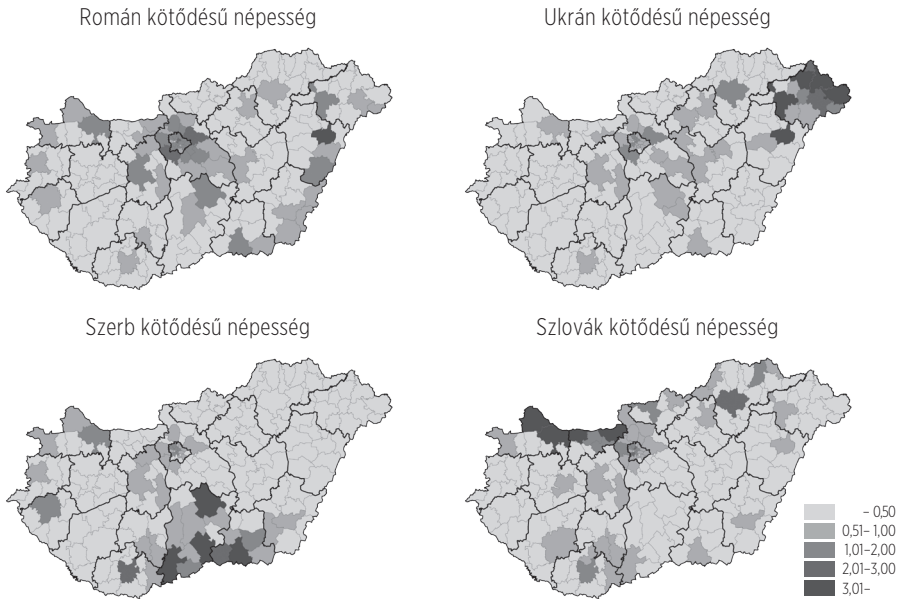 Román kötődésű népesség
Ukrán kötődésű népesség
Szerb kötődésű népesség
Szlovák kötődésű népesség
– 0,50
0,51– 1,00
1,01–2,00
2,01–3,00
3,01–